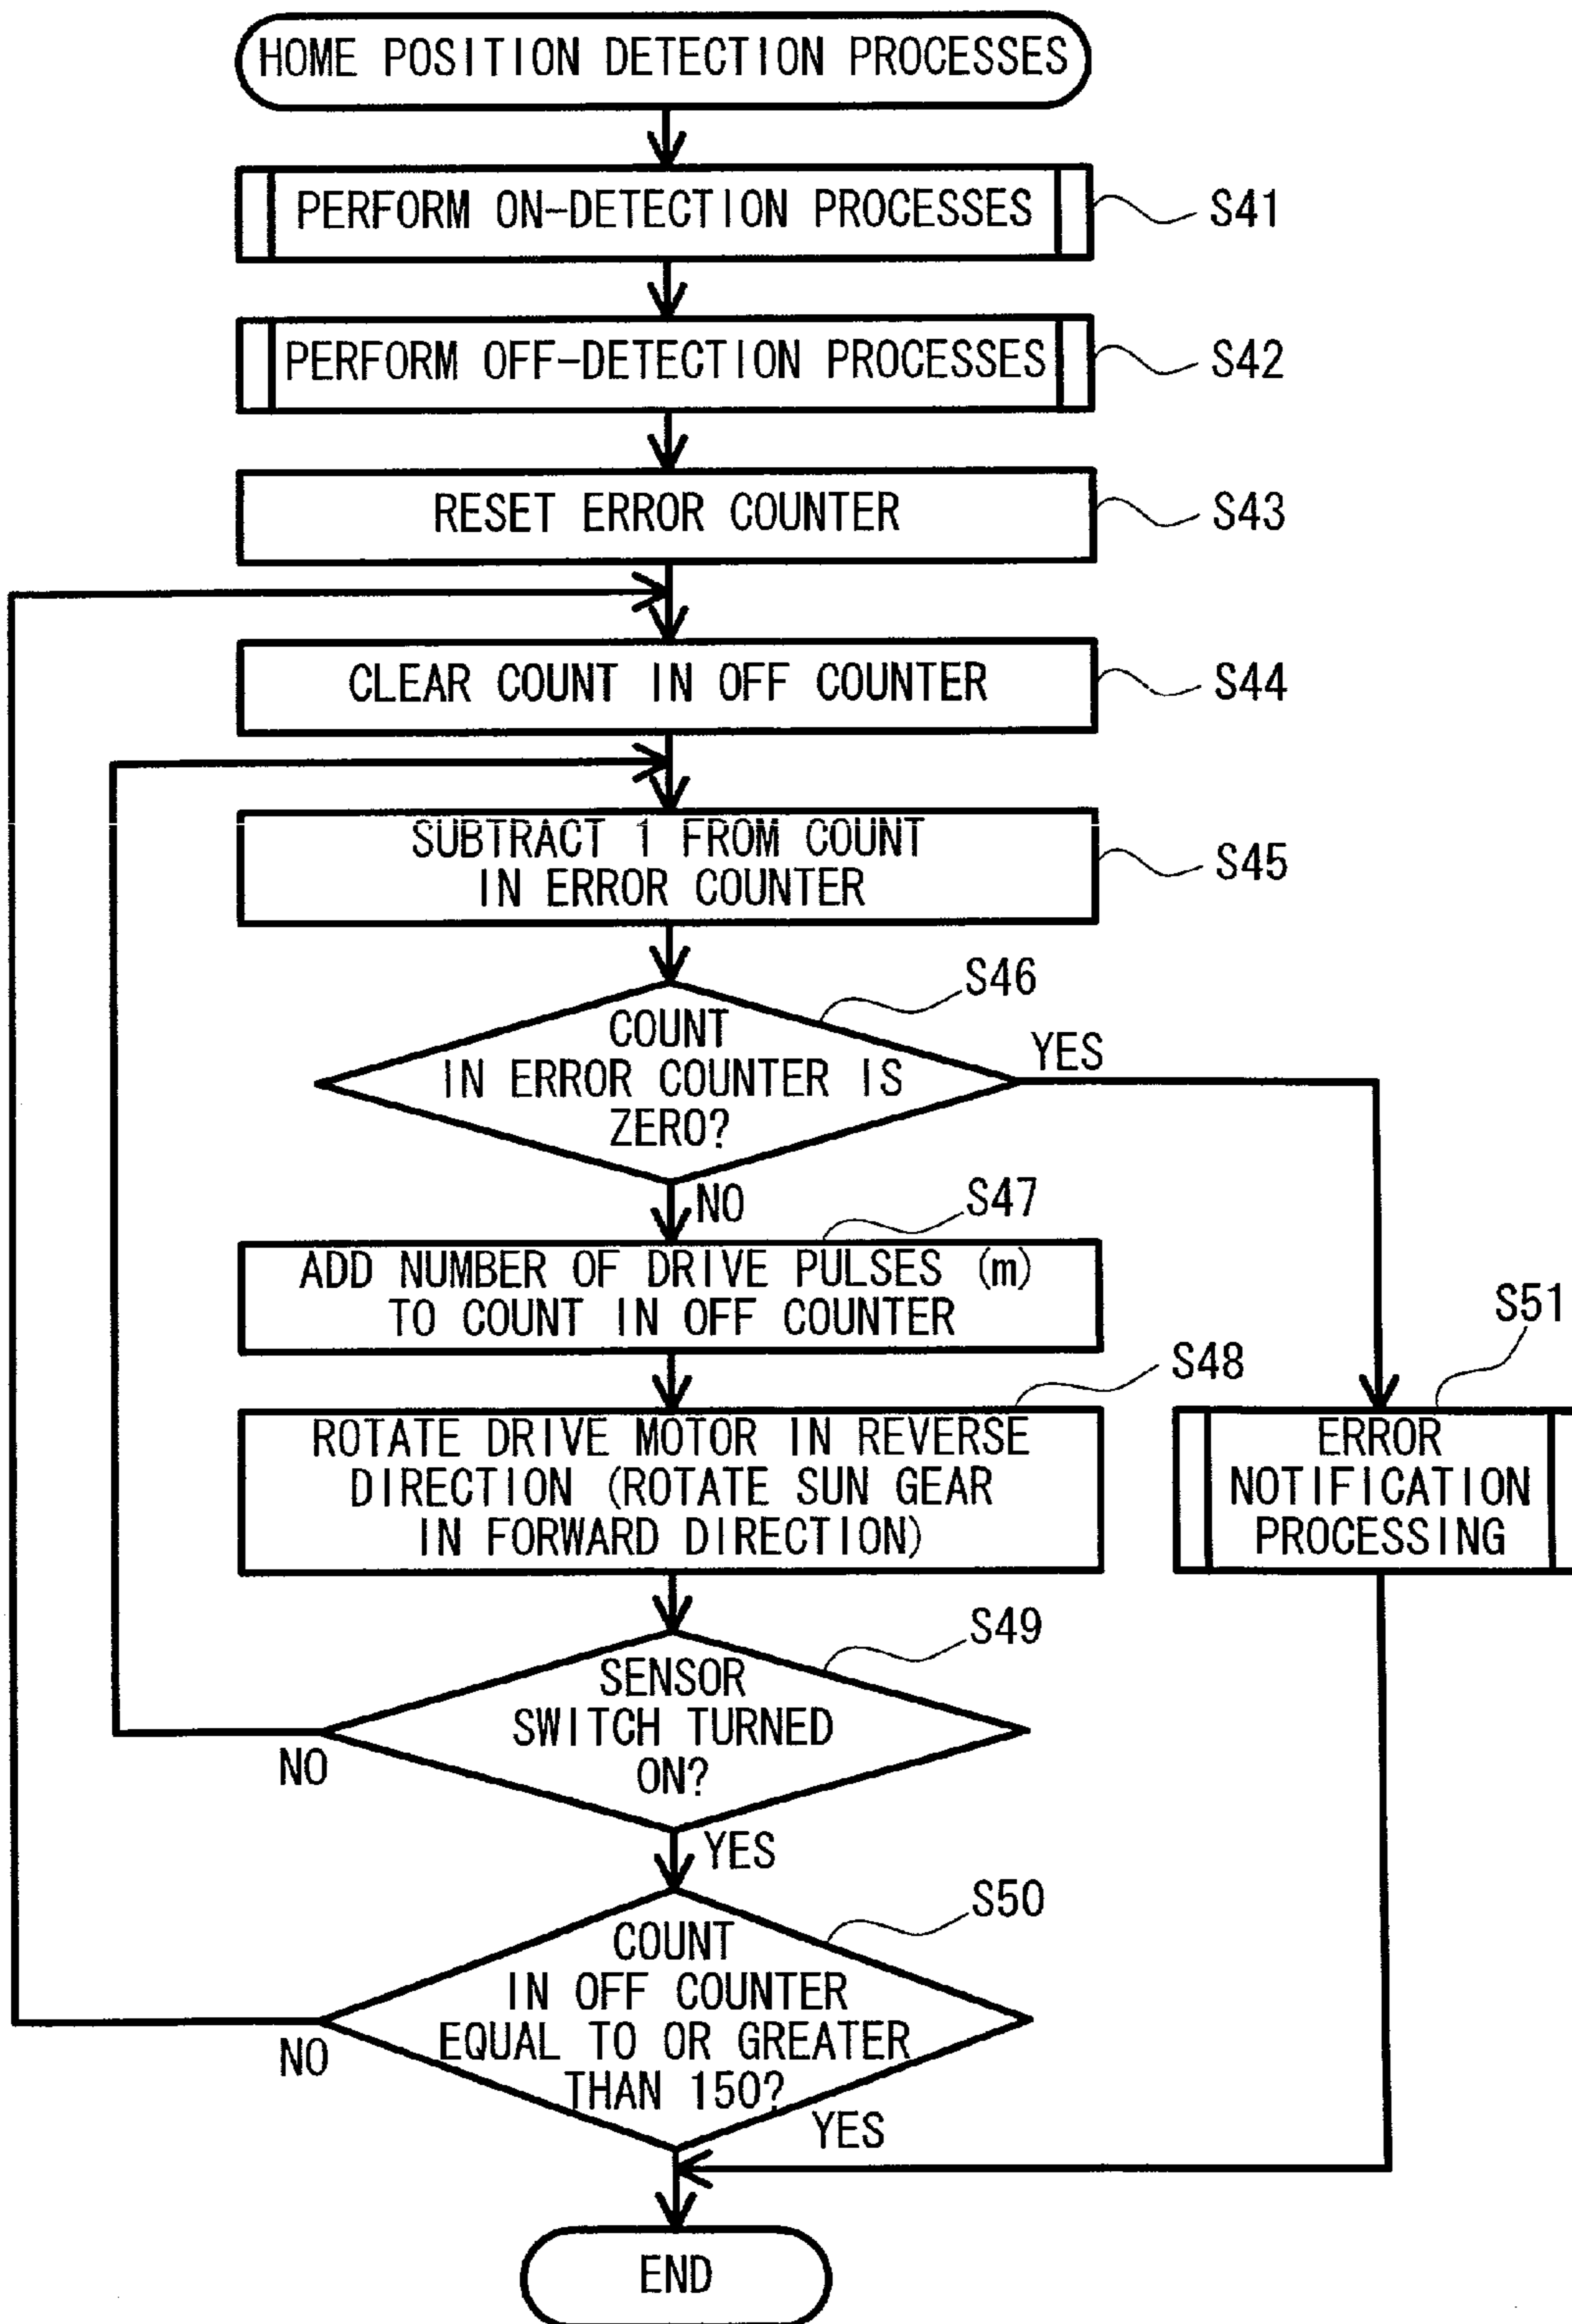 HOME POSITION DETECTION PROCESSES
PERFORM ON-DETECTION PROCESSES
S41
PERFORM OFF-DETECTION PROCESSES
S42
RESET ERROR COUNTER
S43
CLEAR COUNT IN OFF COUNTER
S44
SUBTRACT 1 FROM COUNT
IN ERROR COUNTER
S45
S46
COUNT
IN ERROR COUNTER IS
ZERO?
YES
NO
S47
ADD NUMBER OF DRIVE PULSES (m)
TO COUNT IN OFF COUNTER
S48
ROTATE DRIVE MOTOR IN REVERSE
DIRECTION (ROTATE SUN GEAR
IN FORWARD DIRECTION)
S51
ERROR
NOTIFICATION
PROCESSING
S49
SENSOR
SWITCH TURNED
ON?
NO
YES
S50
COUNT
IN OFF COUNTER
EQUAL TO OR GREATER
THAN 150?
NO
YES
END